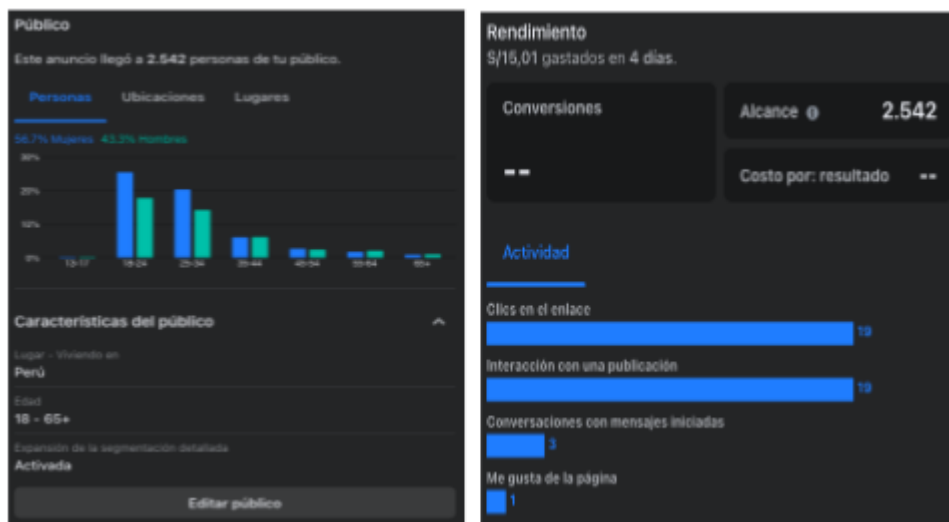 Público
Este anuncio llegó a 2.542 personas de tu público.
Personas Ubicaciones Lugares
56.7% Mujeres 43.3% Hombres
30%
20%
10%
0%
13-17 18-24 25-34 35-44 45-54 55-64 65+
Características del público
Lugar - Viviendo en
Perú
Edad
18 - 65+
Expansión de la segmentación detallada
Activada
Editar público
Rendimiento
S/15,01 gastados en 4 días.
Conversiones
--
Alcance
2.542
Costo por: resultado --
Actividad
Clics en el enlace
19
Interacción con una publicación
19
Conversaciones con mensajes iniciadas
3
Me gusta de la página
1